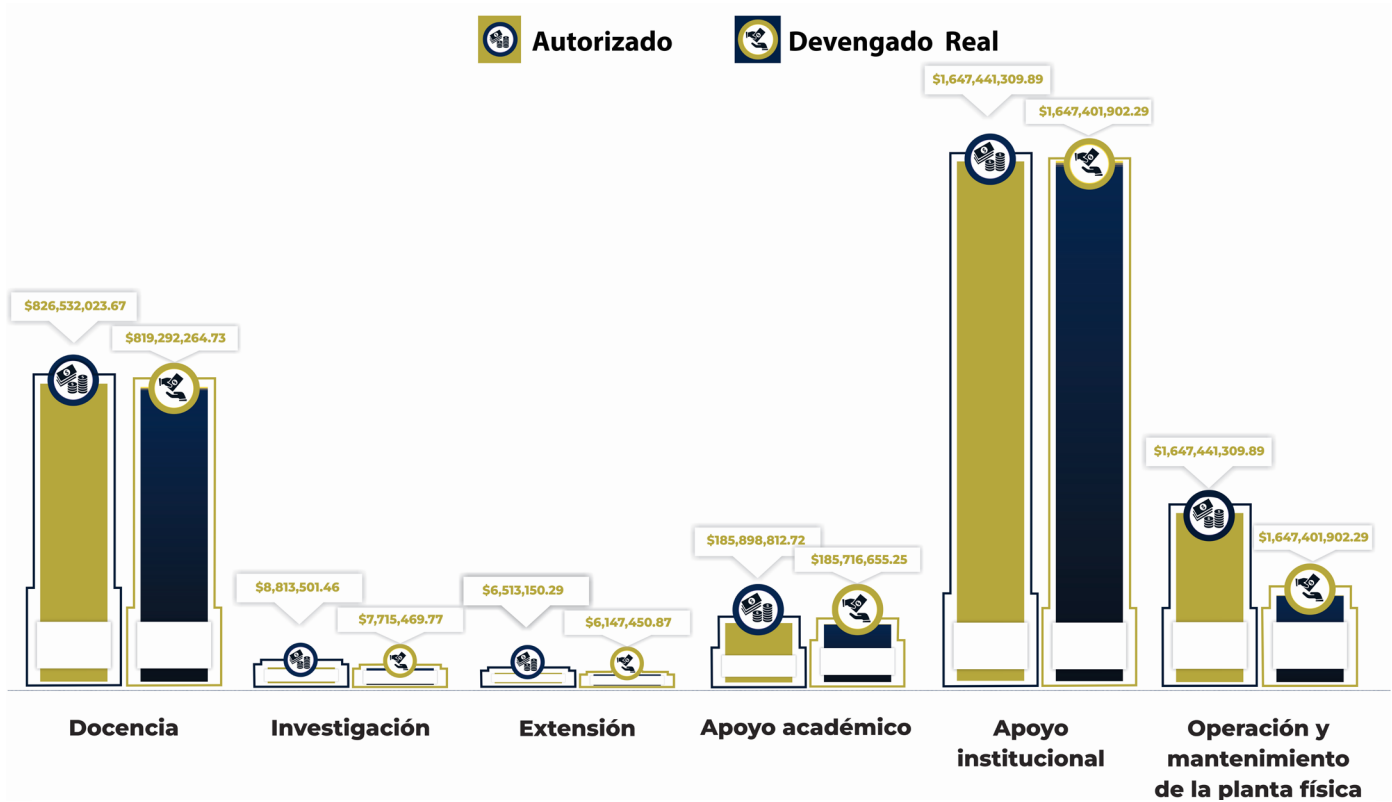 Autorizado
Devengado Real
$826,532,023.67
$819,292,264.73
$8,813,501.46
$7,715,469.77
$6,513,150.29
$6,147,450.87
$185,898,812.72
$185,716,655.25
$1,647,441,309.89
$1,647,401,902.29
$1,647,441,309.89
$1,647,401,902.29
Docencia
Investigación
Extensión
Apoyo académico
Apoyo
institucional
Operación y
mantenimiento
de la planta física